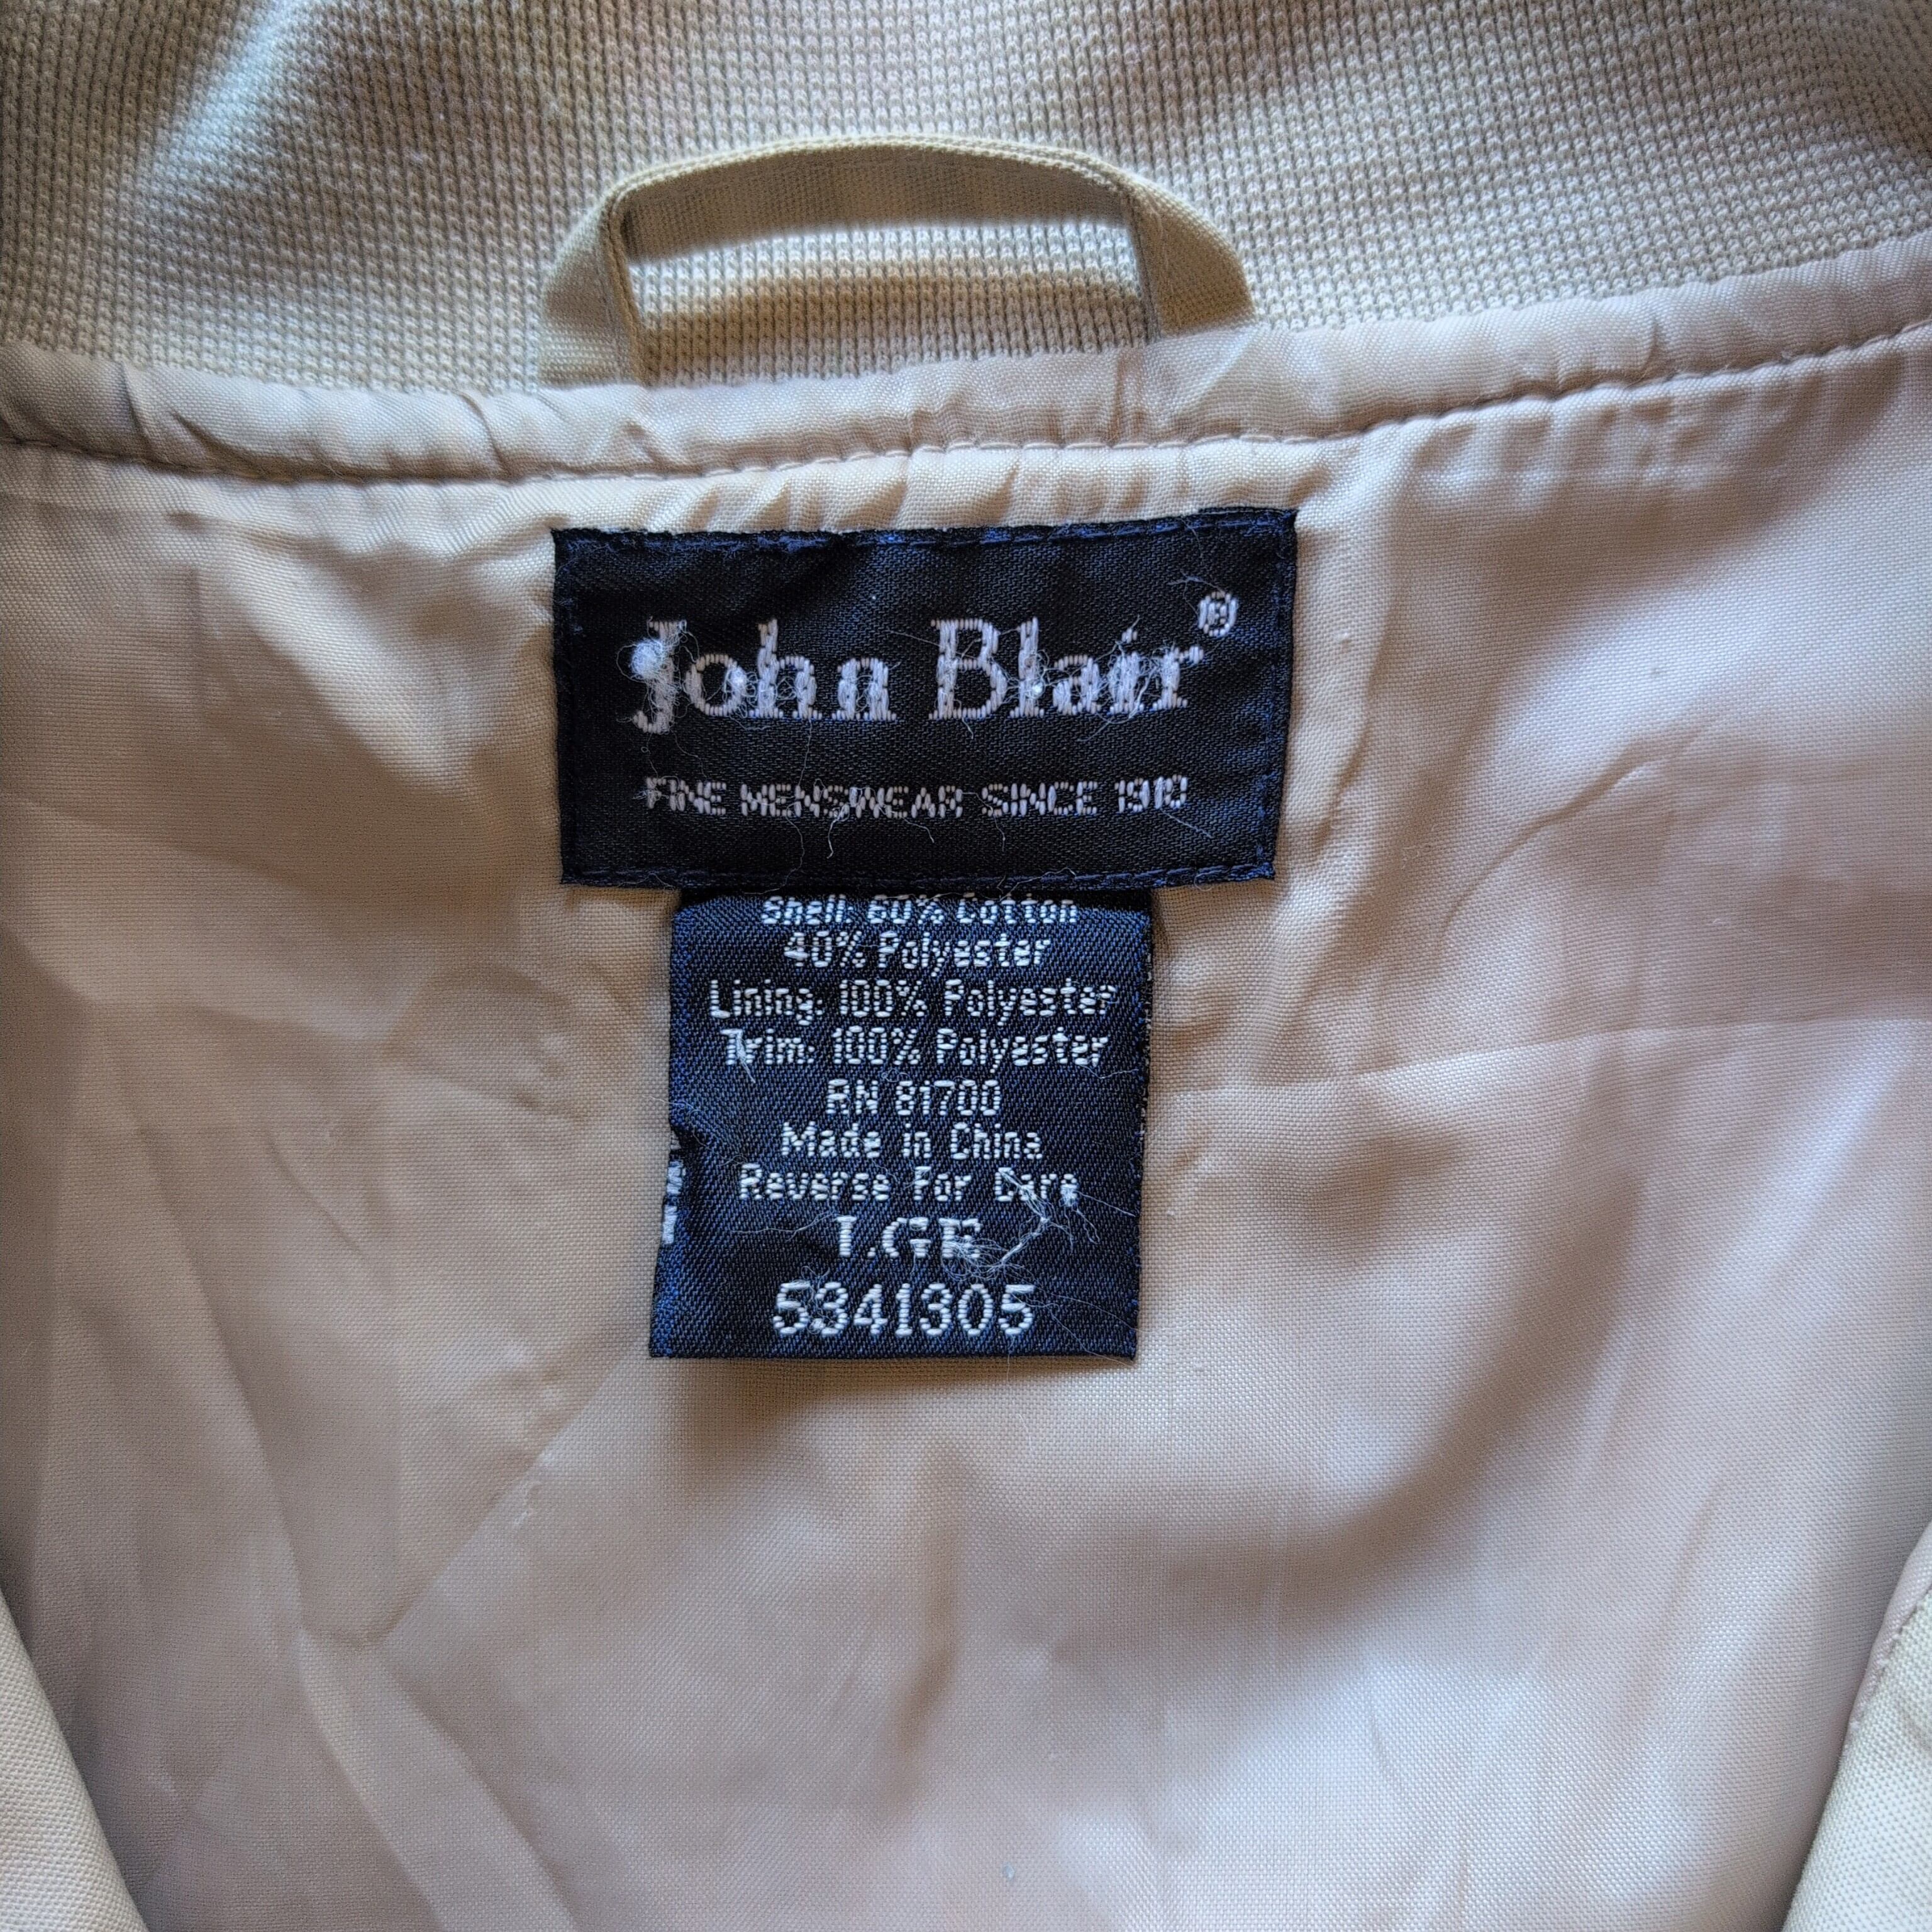 John Blair®
FINE MENSWEAR SINCE 1910
Shell: 60% Cotton
40% Polyester
Lining: 100% Polyester
Trim: 100% Polyester
RN 81700
Made in China
Reverse For Care
LGE
5341305